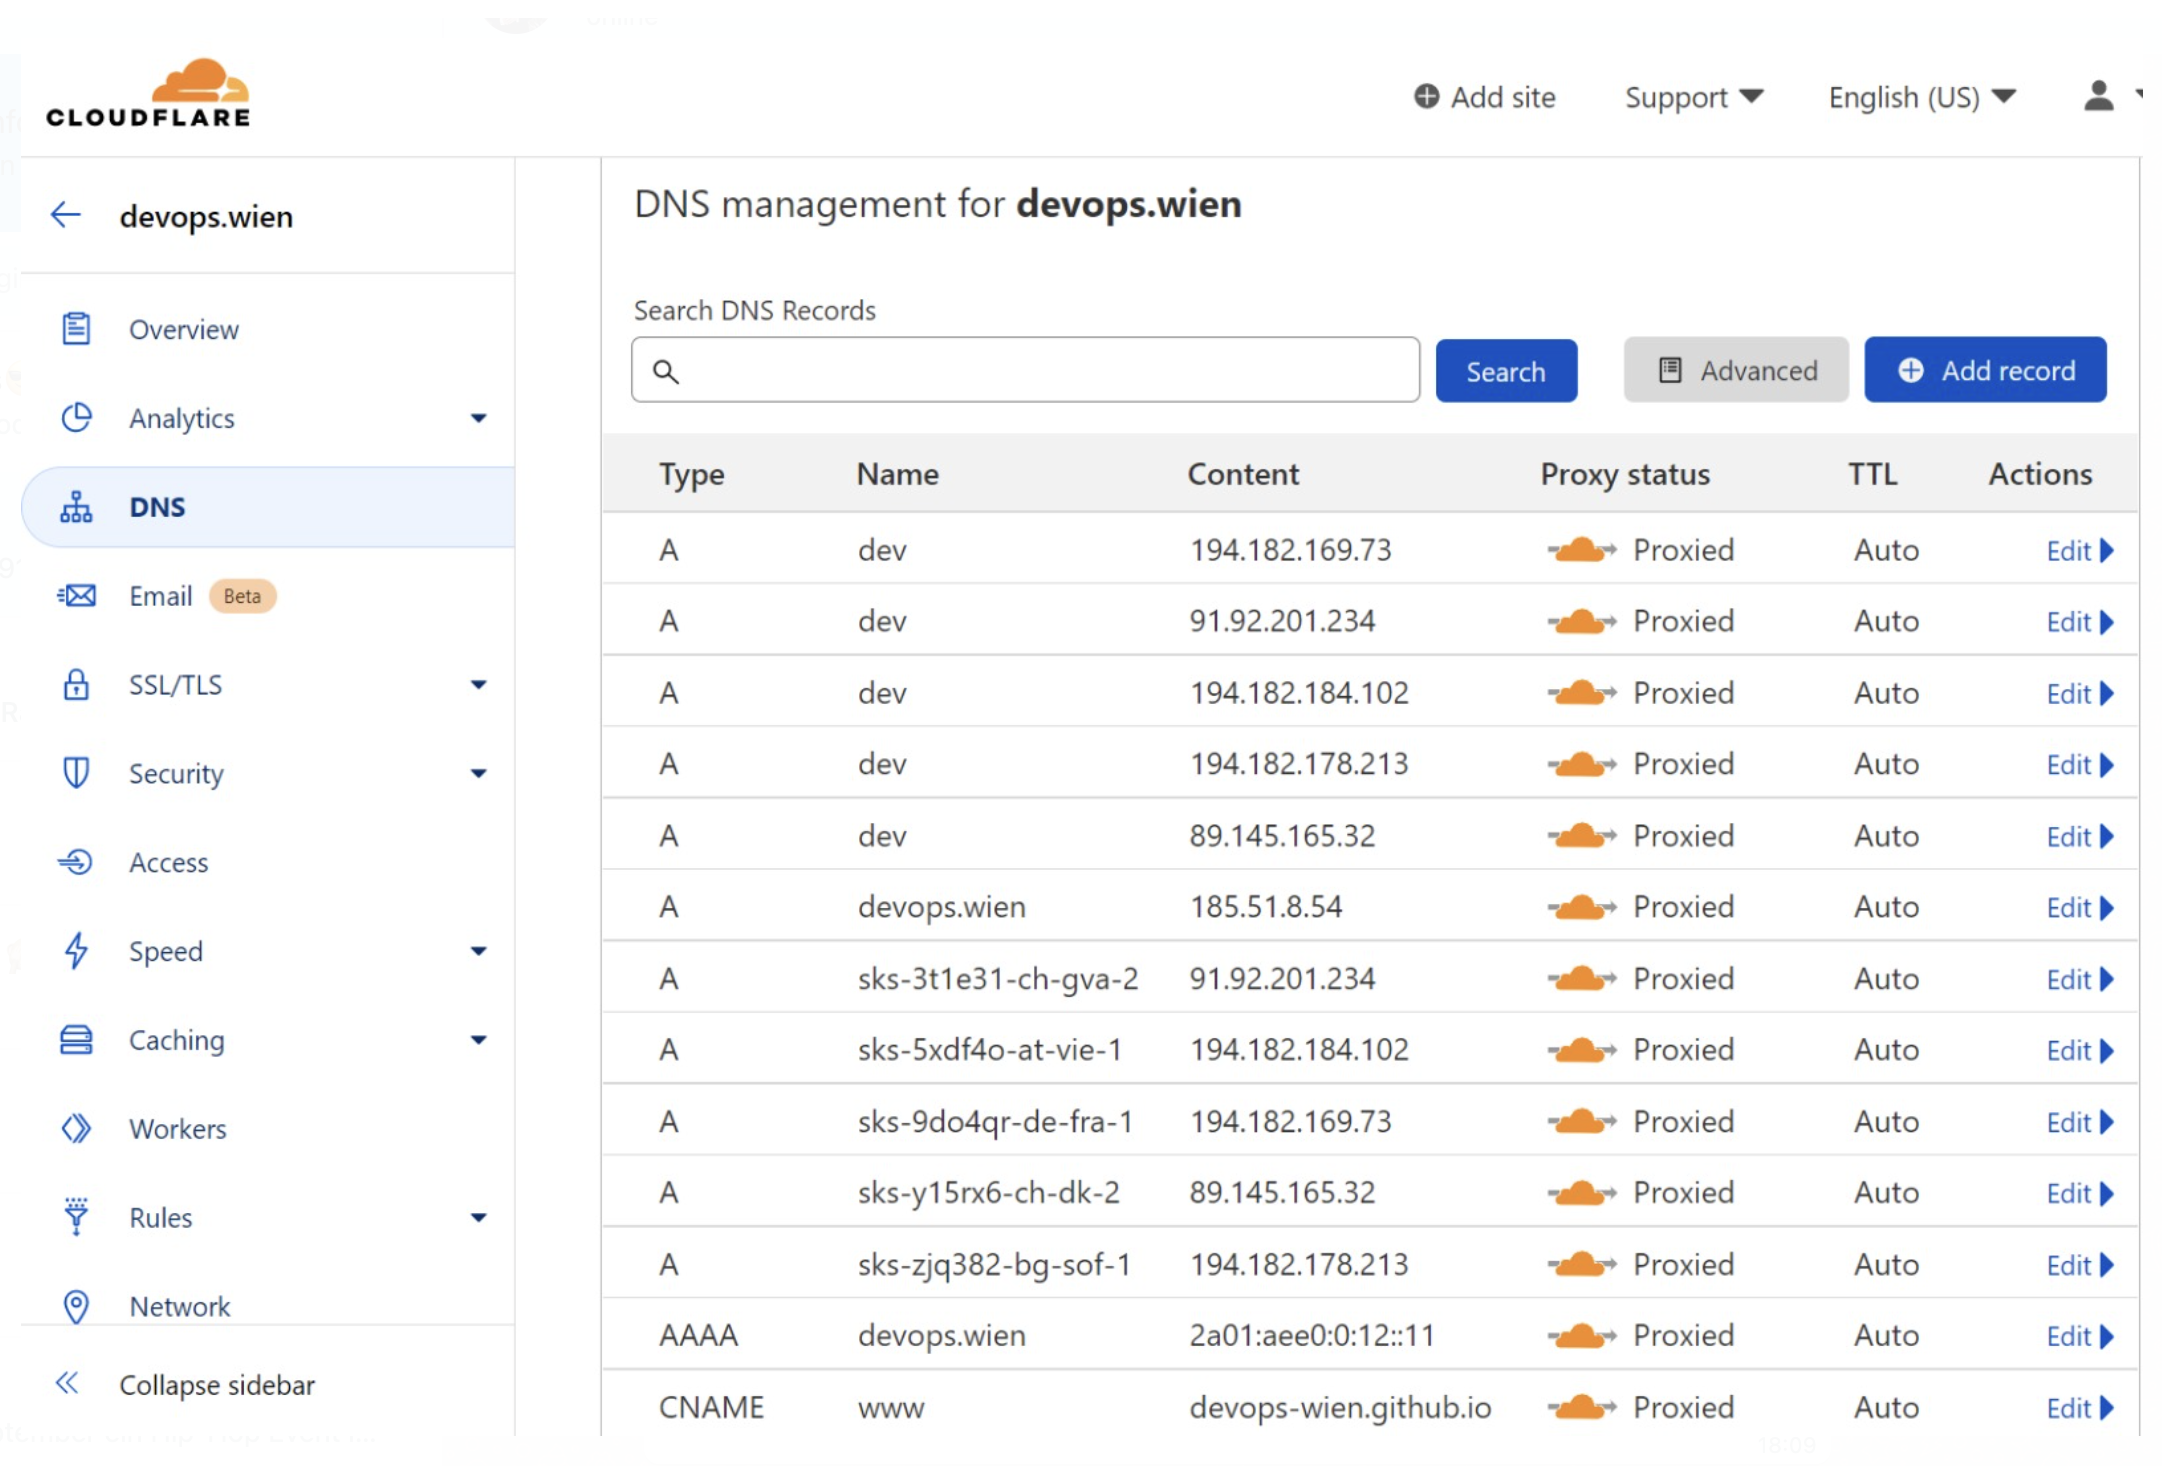 CLOUDFLARE
Add site Support English (US)
devops.wien
Overview
Analytics
DNS
Email Beta
SSL/TLS
Security
Access
Speed
Caching
Workers
Rules
Network
Collapse sidebar
DNS management for devops.wien
Search DNS Records
Search Advanced Add record
Type Name Content Proxy status TTL Actions
A dev 194.182.169.73 Proxied Auto Edit
A dev 91.92.201.234 Proxied Auto Edit
A dev 194.182.184.102 Proxied Auto Edit
A dev 194.182.178.213 Proxied Auto Edit
A dev 89.145.165.32 Proxied Auto Edit
A devops.wien 185.51.8.54 Proxied Auto Edit
A sks-3t1e31-ch-gva-2 91.92.201.234 Proxied Auto Edit
A sks-5xdf4o-at-vie-1 194.182.184.102 Proxied Auto Edit
A sks-9do4qr-de-fra-1 194.182.169.73 Proxied Auto Edit
A sks-y15rx6-ch-dk-2 89.145.165.32 Proxied Auto Edit
A sks-zjq382-bg-sof-1 194.182.178.213 Proxied Auto Edit
AAAA devops.wien 2a01:aee0:0:12::11 Proxied Auto Edit
CNAME www devops-wien.github.io Proxied Auto Edit